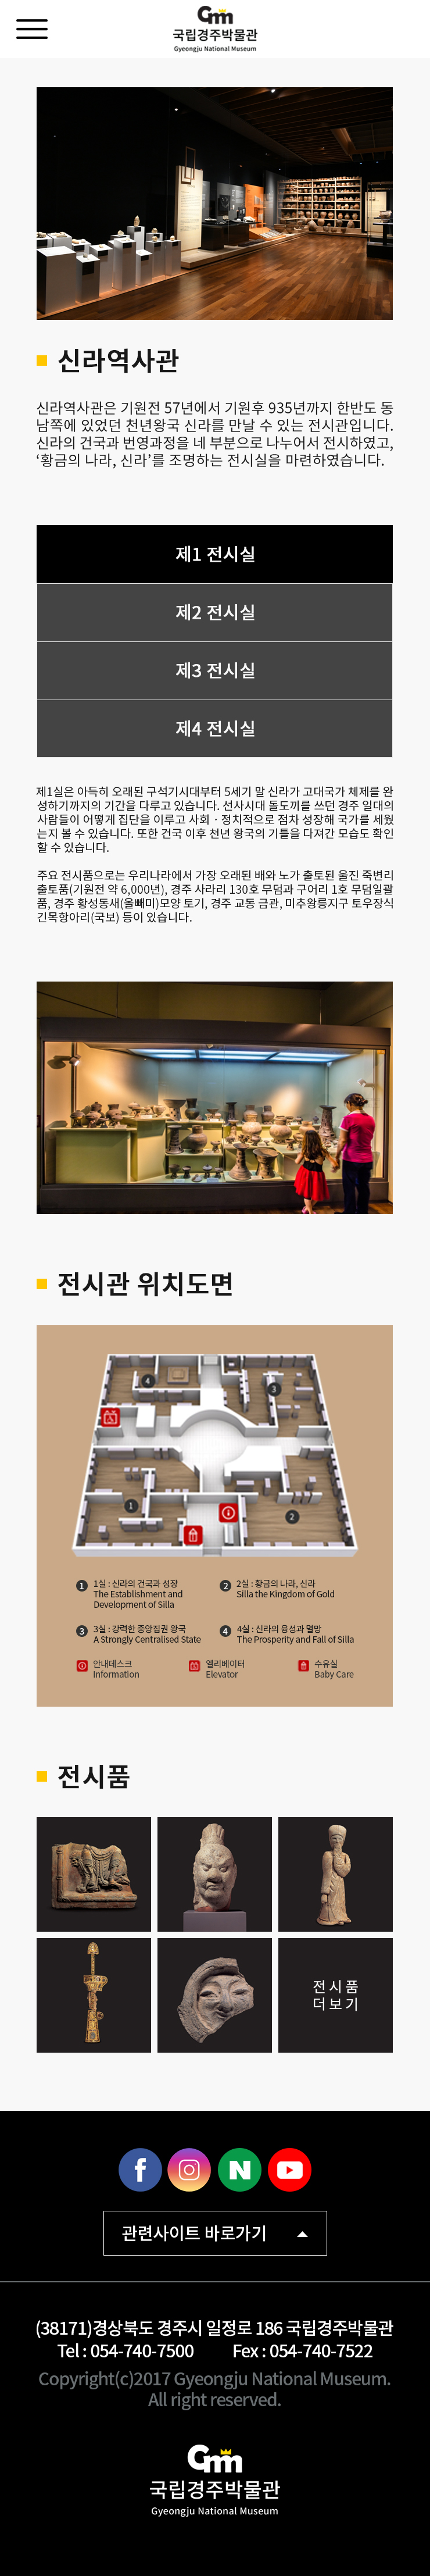 Gnm
국립경주박물관
Gyeongju National Museum
신라역사관
신라역사관은 기원전 57년에서 기원후 935년까지 한반도 동
남쪽에 있었던 천년왕국 신라를 만날 수 있는 전시관입니다.
신라의 건국과 번영과정을 네 부분으로 나누어서 전시하였고,
‘황금의 나라, 신라’를 조명하는 전시실을 마련하였습니다.
제1 전시실
제2 전시실
제3 전시실
제4 전시실
제1실은 아득히 오래된 구석기시대부터 5세기 말 신라가 고대국가 체제를 완
성하기까지의 기간을 다루고 있습니다. 선사시대 돌도끼를 쓰던 경주 일대의
사람들이 어떻게 집단을 이루고 사회 · 정치적으로 점차 성장해 국가를 세웠
는지 볼 수 있습니다. 또한 건국 이후 천년 왕국의 기틀을 다져간 모습도 확인
할 수 있습니다.
주요 전시품으로는 우리나라에서 가장 오래된 배와 노가 출토된 울진 죽변리
출토품(기원전 약 6,000년), 경주 사라리 130호 무덤과 구어리 1호 무덤일괄
품, 경주 황성동새(올빼미)모양 토기, 경주 교동 금관, 미추왕릉지구 토우장식
긴목항아리(국보) 등이 있습니다.
전시관 위치도면
4
3
1
2
1 1실 : 신라의 건국과 성장
The Establishment and
Development of Silla
2 2실 : 황금의 나라, 신라
Silla the Kingdom of Gold
3 3실 : 강력한 중앙집권 왕국
A Strongly Centralised State
4 4실 : 신라의 융성과 멸망
The Prosperity and Fall of Silla
안내데스크
Information
엘리베이터
Elevator
수유실
Baby Care
전시품
전시품
더보기
f
N
관련사이트 바로가기
(38171)경상북도 경주시 일정로 186 국립경주박물관
Tel : 054-740-7500 Fex : 054-740-7522
Copyright(c)2017 Gyeongju National Museum.
All right reserved.
Gnm
국립경주박물관
Gyeongju National Museum